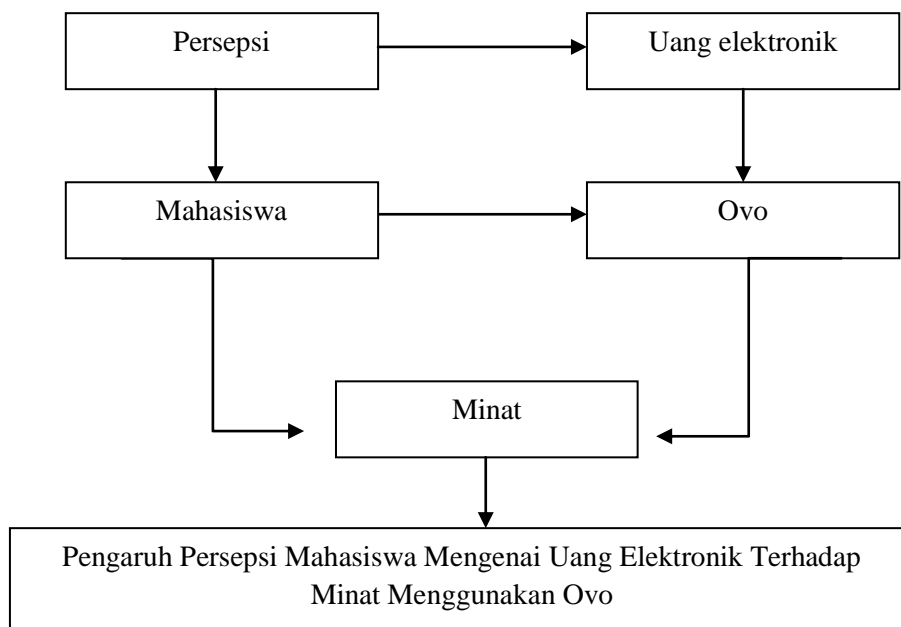 Persepsi
Uang elektronik
Mahasiswa
Ovo
Minat
Pengaruh Persepsi Mahasiswa Mengenai Uang Elektronik Terhadap
Minat Menggunakan Ovo